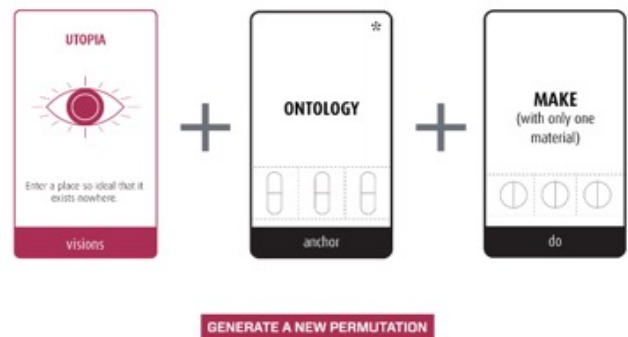 UTOPIA
Enter a place so ideal that it
exists nowhere.
visions
+
*
ONTOLOGY
anchor
+
MAKE
(with only one
material)
do
GENERATE A NEW PERMUTATION